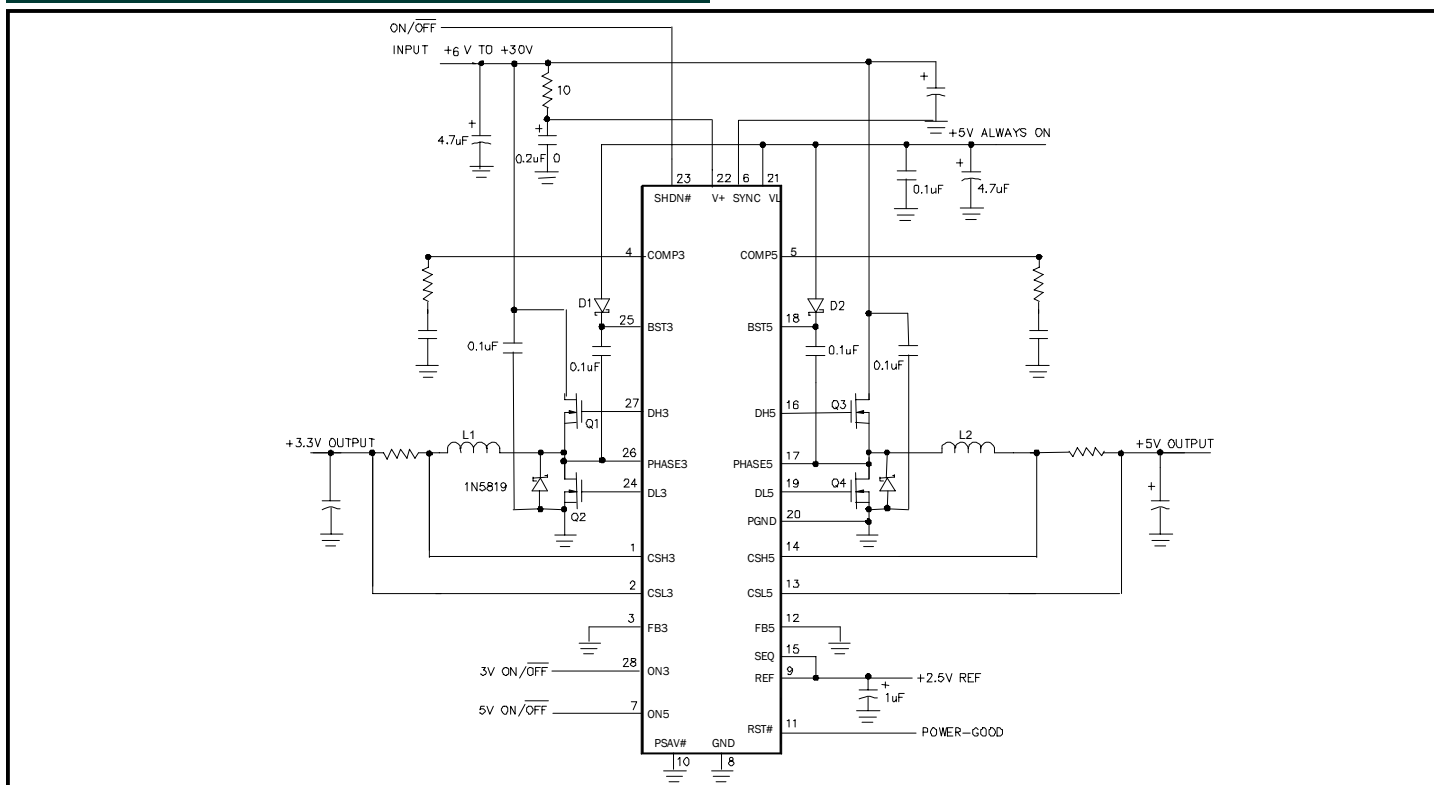 ON/OFF
INPUT +6 V TO +30V
10
+
+
4.7uF
+
0.2uF 0
+5V ALWAYS ON
+
0.1uF
4.7uF
23
22
6
21
SHDN#
V+
SYNC
VL
4
COMP3
COMP5
5
D1
D2
25
BST3
BST5
18
0.1uF
0.1uF
0.1uF
0.1uF
27
DH3
DH5
16
Q1
Q3
+3.3V OUTPUT
L1
L2
+5V OUTPUT
26
PHASE3
PHASE5
17
1N5819
24
DL3
DL5
19
Q4
+
Q2
PGND
20
1
CSH3
CSH5
14
2
CSL3
CSL5
13
3
FB3
FB5
12
SEQ
15
3V ON/OFF
28
ON3
REF
9
+2.5V REF
+
1uF
5V ON/OFF
7
ON5
RST#
11
POWER-GOOD
PSAV#
GND
10
8